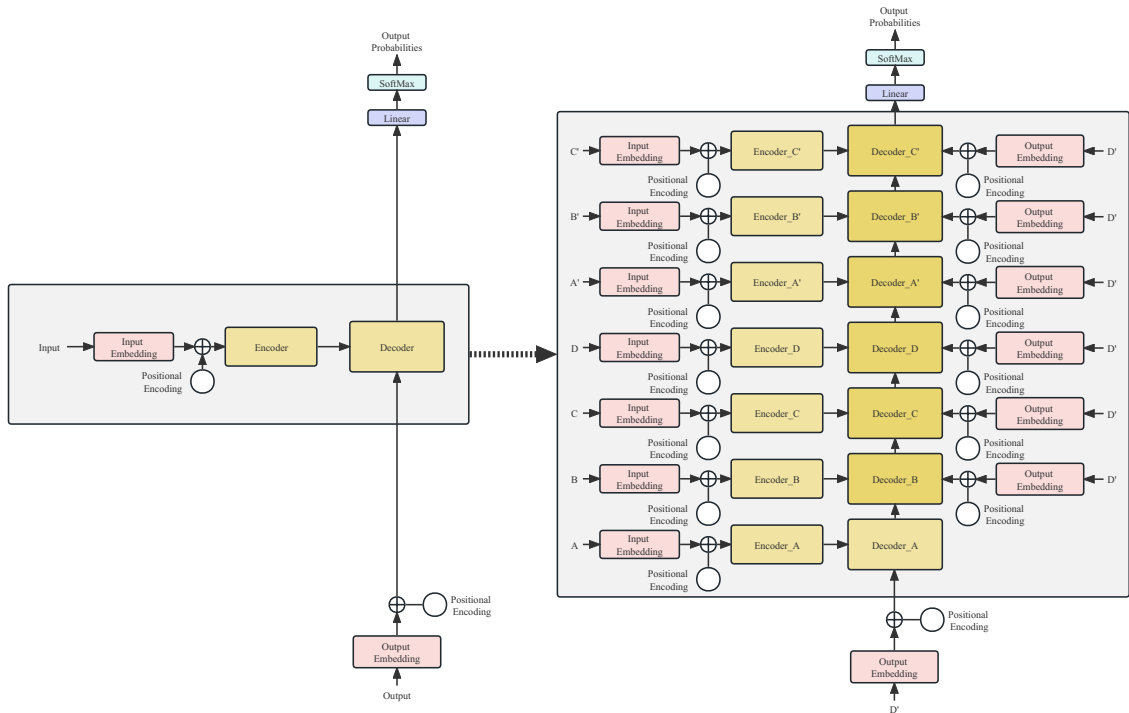 Output
Probabilities
SoftMax
Linear
Input
Input
Embedding
Positional
Encoding
Encoder
Decoder
Positional
Encoding
Output
Embedding
Output
Output
Probabilities
SoftMax
Linear
C'
Input
Embedding
Positional
Encoding
Encoder_C'
Decoder_C'
Positional
Encoding
Output
Embedding
D'
B'
Input
Embedding
Positional
Encoding
Encoder_B'
Decoder_B'
Positional
Encoding
Output
Embedding
D'
A'
Input
Embedding
Positional
Encoding
Encoder_A'
Decoder_A'
Positional
Encoding
Output
Embedding
D'
D
Input
Embedding
Positional
Encoding
Encoder_D
Decoder_D
Positional
Encoding
Output
Embedding
D'
C
Input
Embedding
Positional
Encoding
Encoder_C
Decoder_C
Positional
Encoding
Output
Embedding
D'
B
Input
Embedding
Positional
Encoding
Encoder_B
Decoder_B
Positional
Encoding
Output
Embedding
D'
A
Input
Embedding
Positional
Encoding
Encoder_A
Decoder_A
Positional
Encoding
Output
Embedding
D'